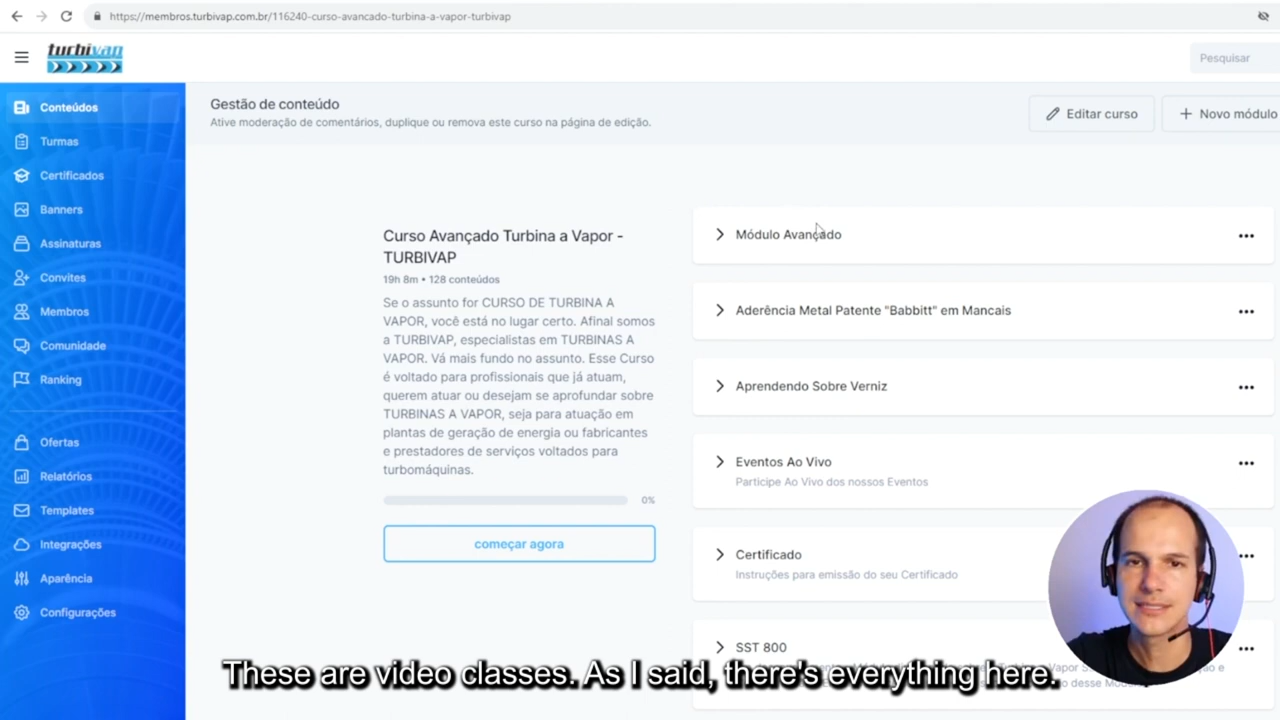 https://membros.turbivap.com.br/116240-curso-avancado-turbina-a-vapor-turbivap
turbivap
Pesquisar
Conteúdos
Turmas
Certificados
Banners
Assinaturas
Convites
Membros
Comunidade
Ranking
Ofertas
Relatórios
Templates
Integrações
Aparência
Configurações
Gestão de conteúdo
Ative moderação de comentários, duplique ou remova este curso na página de edição.
Editar curso
Novo módulo
Curso Avançado Turbina a Vapor -
TURBIVAP
19h 8m • 128 conteúdos
Se o assunto for CURSO DE TURBINA A
VAPOR, você está no lugar certo. Afinal somos
a TURBIVAP, especialistas em TURBINAS A
VAPOR. Vá mais fundo no assunto. Esse Curso
é voltado para profissionais que já atuam,
querem atuar ou desejam se aprofundar sobre
TURBINAS A VAPOR, seja para atuação em
plantas de geração de energia ou fabricantes
e prestadores de serviços voltados para
turbomáquinas.
0%
começar agora
Módulo Avançado
Aderência Metal Patente "Babbitt" em Mancais
Aprendendo Sobre Verniz
Eventos Ao Vivo
Participe Ao Vivo dos nossos Eventos
Certificado
Instruções para emissão do seu Certificado
SST 800
These are video classes. As I said, there's everything here.